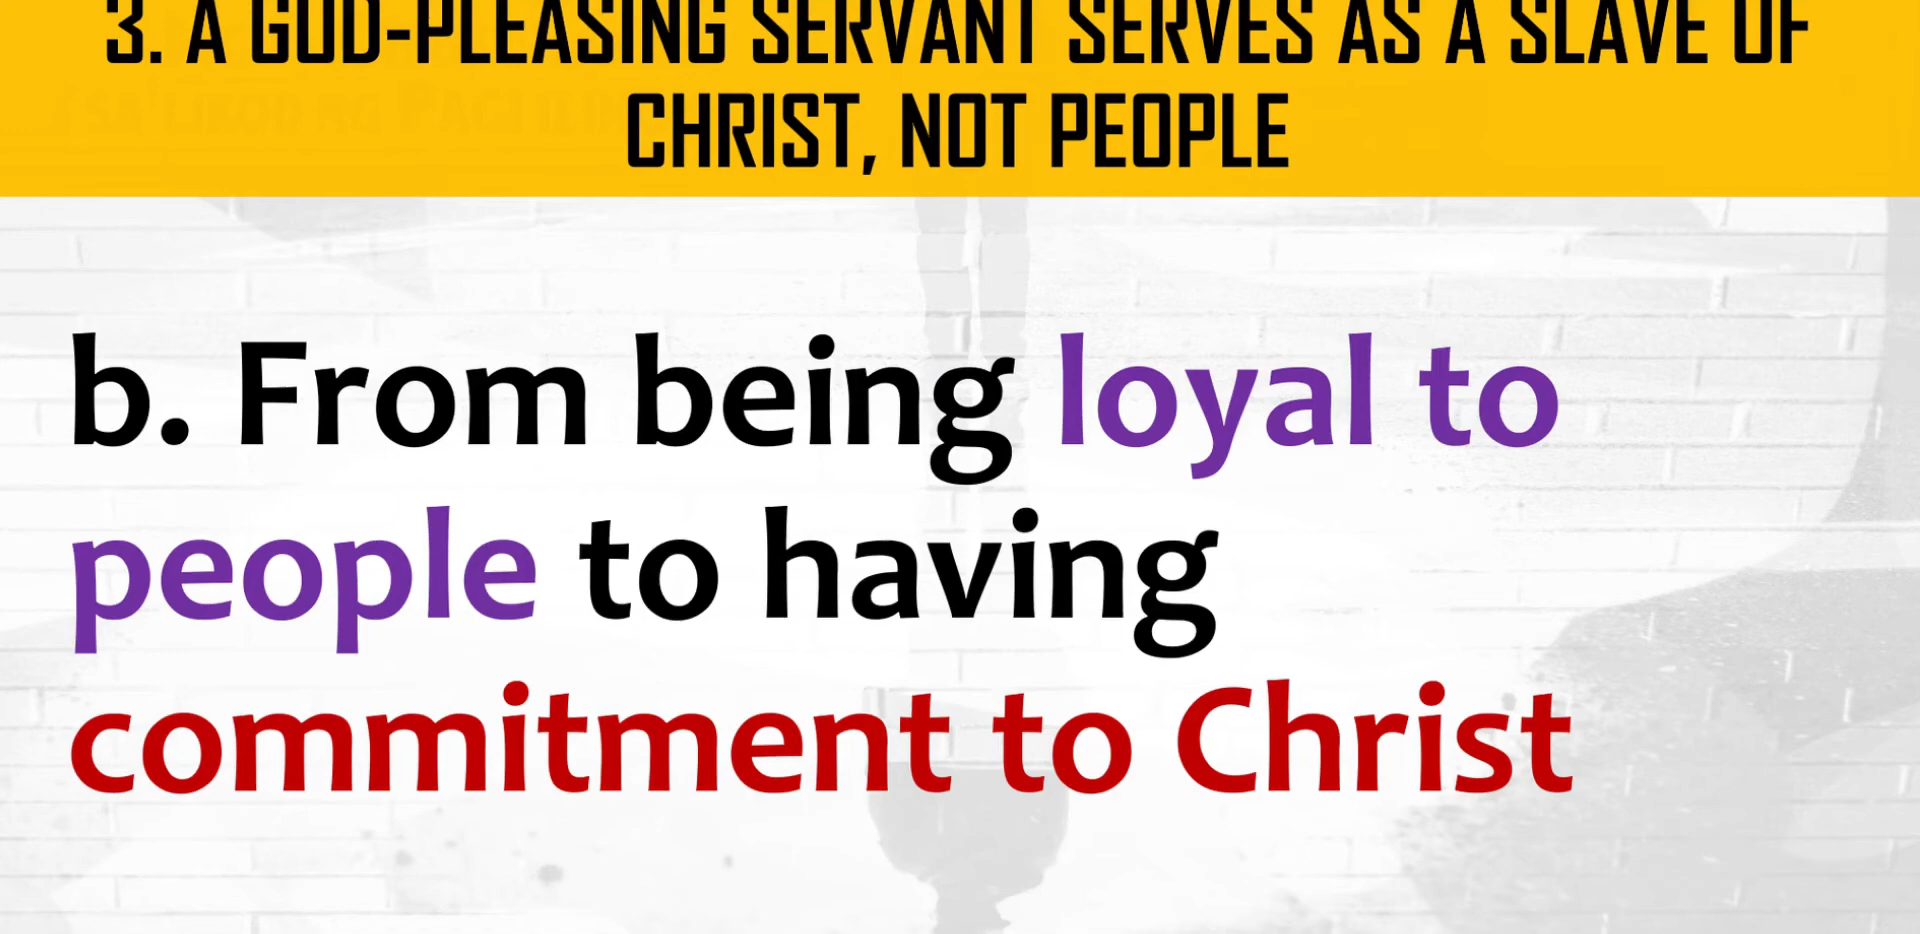 3. A GOD-PLEASING SERVANT SERVES AS A SLAVE OF
CHRIST, NOT PEOPLE
b. From being loyal to
people to having
commitment to Christ